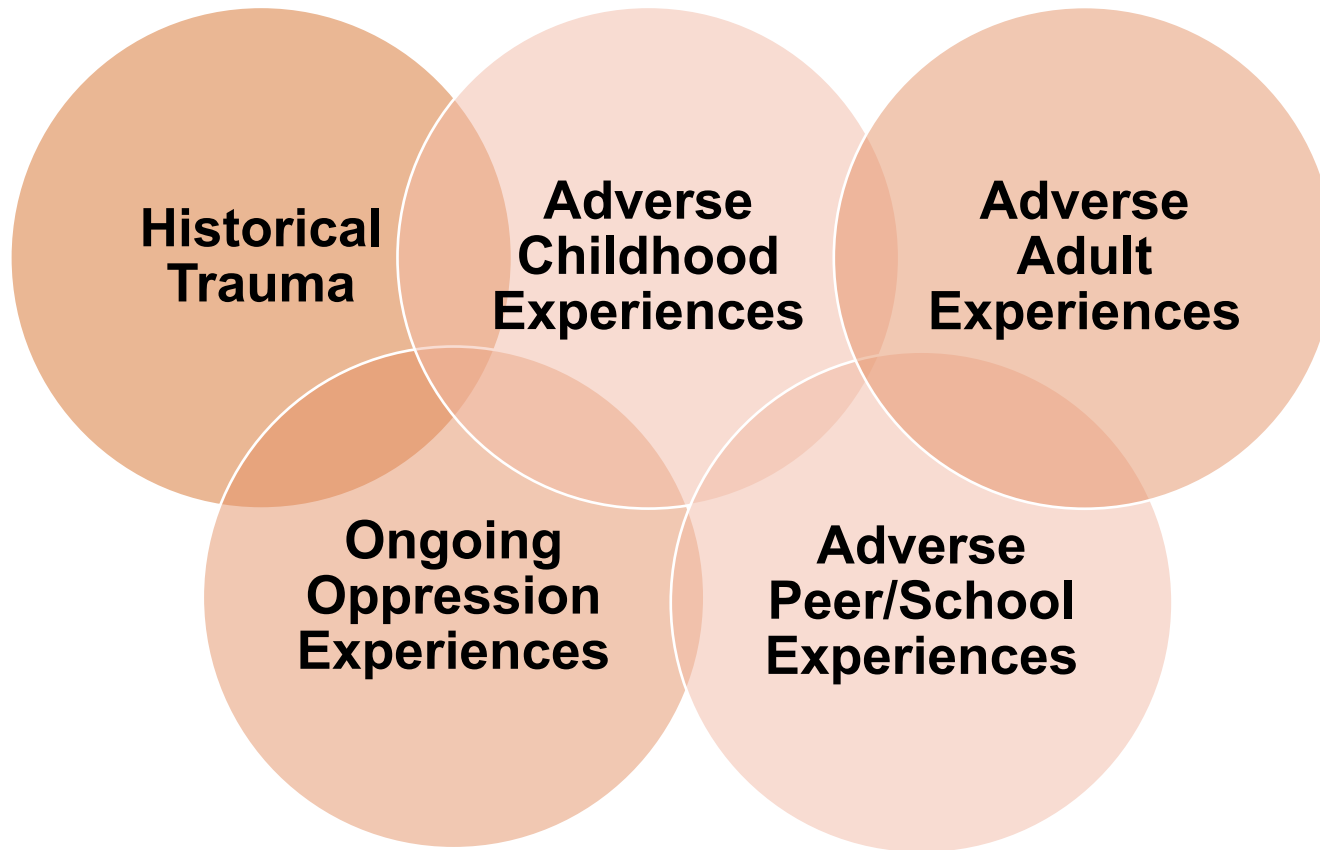 Historical
Trauma
Adverse
Childhood
Experiences
Adverse
Adult
Experiences
Ongoing
Oppression
Experiences
Adverse
Peer/School
Experiences